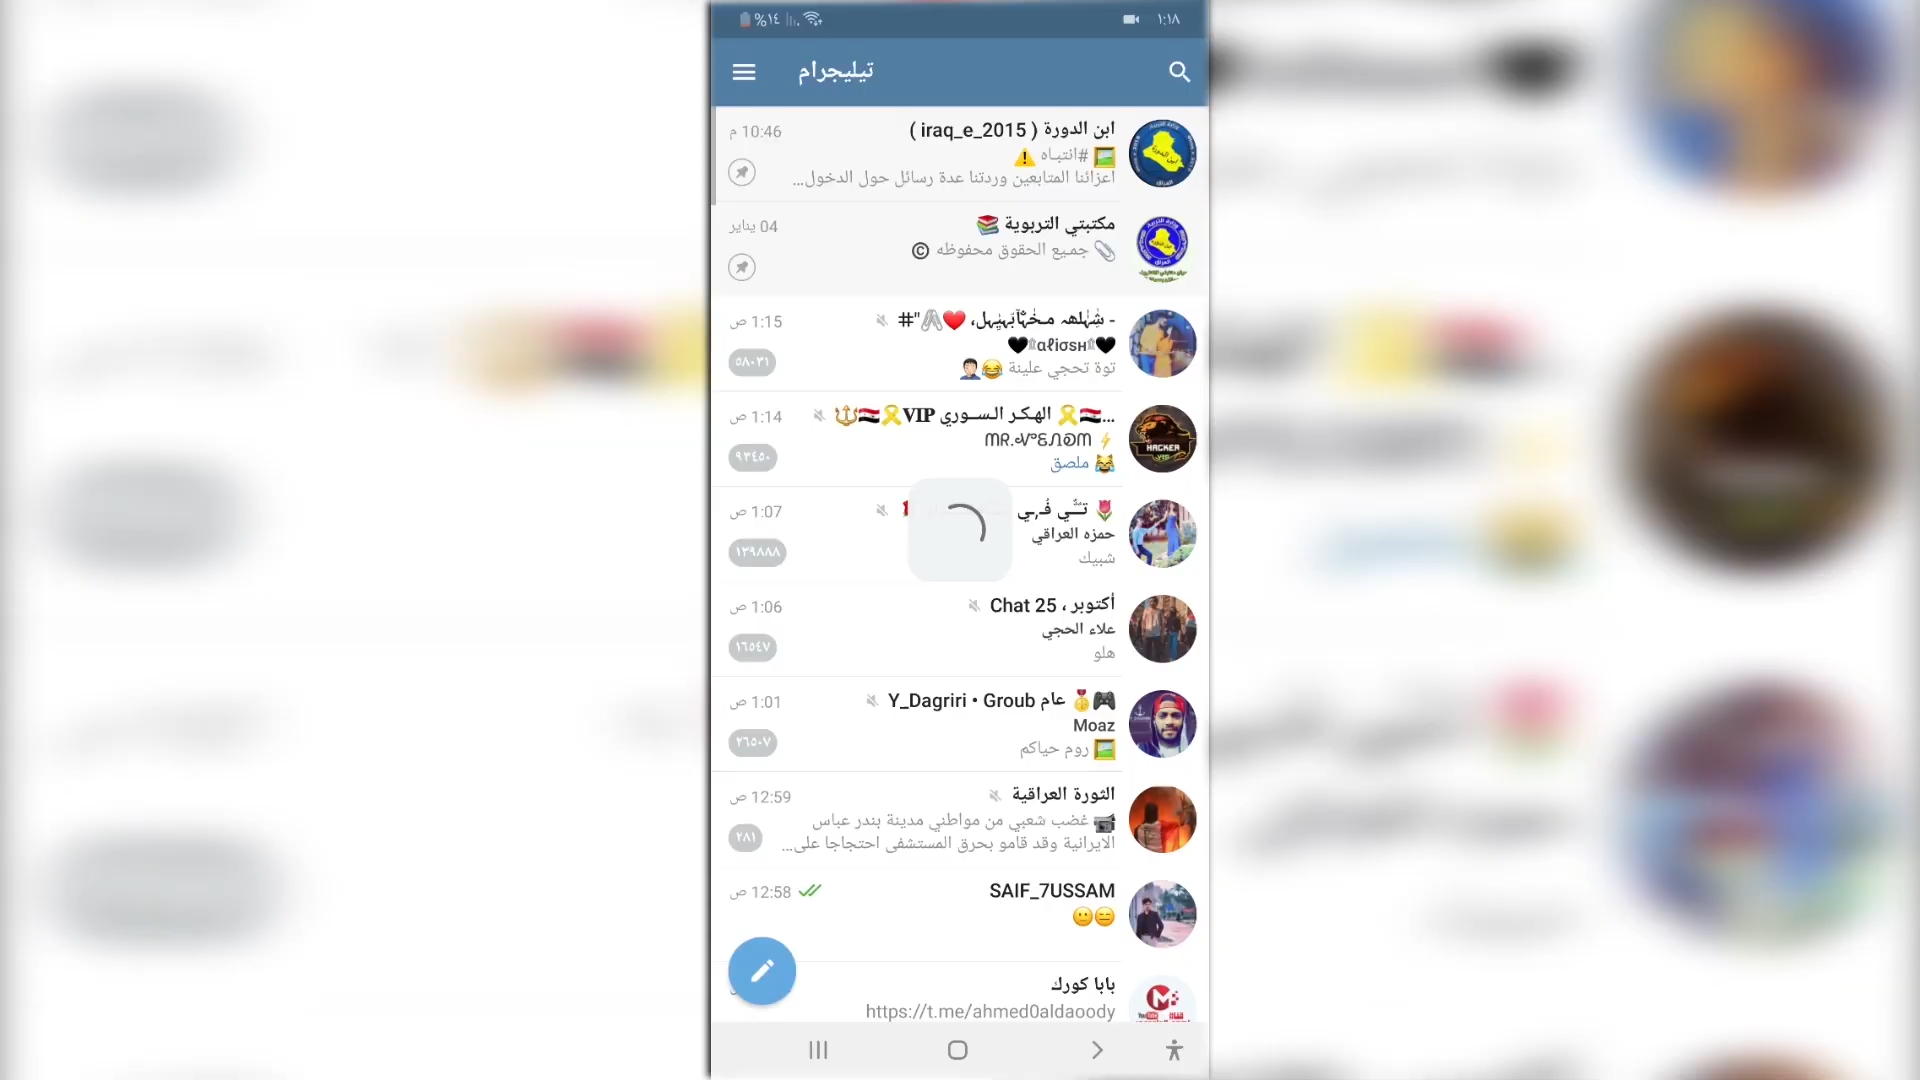 %١٤
١:١٨
تيليجرام
ابن الدورة ( iraq_e_2015 )
10:46 م
#انتباه ⚠️
اعزائنا المتابعين وردتنا عدة رسائل حول الدخول...
مكتبتي التربوية 📚
04 يناير
جميع الحقوق محفوظه ©
1:15 ص
توة تحجي علينة 😂🤦🏻‍♂️
٥٨٠٣١
...🇸🇾🎗 الهكر السوري VIP🎗🇸🇾🔱
1:14 ص
ملصق
٩٣٤٥٠
1:07 ص
حمزه العراقي
شبيك
١٣٩٨٨٨
أكتوبر ، Chat 25
1:06 ص
علاء الحجي
هلو
١٦٥٤٧
🎮🥇 عام Y_Dagriri • Groub
1:01 ص
Moaz
روم حياكم
٢٦٥٠٧
الثورة العراقية
12:59 ص
غضب شعبي من مواطني مدينة بندر عباس
الايرانية وقد قامو بحرق المستشفى احتجاجا على...
٢٨١
SAIF_7USSAM
12:58 ص
😑🙂
بابا كورك
https://t.me/ahmed0aldaoody
HACKER